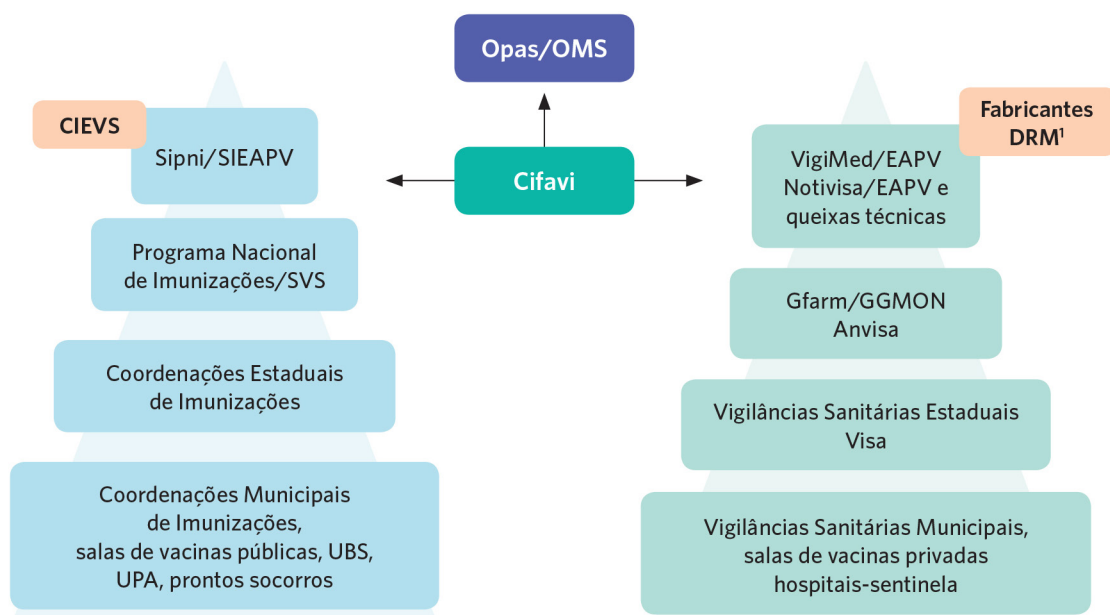 Opas/OMS
Cifavi
CIEVS
Sipni/SIEAPV
Programa Nacional
de Imunizações/SVS
Coordenações Estaduais
de Imunizações
Coordenações Municipais
de Imunizações,
salas de vacinas públicas, UBS,
UPA, prontos socorros
Fabricantes
DRM¹
VigiMed/EAPV
Notivisa/EAPV e
queixas técnicas
Gfarm/GGMON
Anvisa
Vigilâncias Sanitárias Estaduais
Visa
Vigilâncias Sanitárias Municipais,
salas de vacinas privadas
hospitais-sentinela